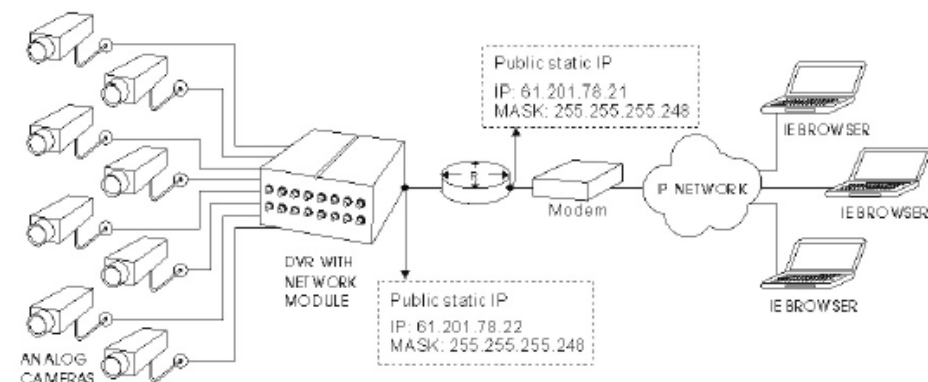 Public static IP
IP: 61.201.78.21
MASK: 255.255.255.248
IE BROWSER
R
IP NETWORK
Modem
IE BROWSER
DVR WITH
NETWORK
MODULE
Public static IP
IP: 61.201.78.22
MASK: 255.255.255.248
IE BROWSER
ANALOG
CAMERAS